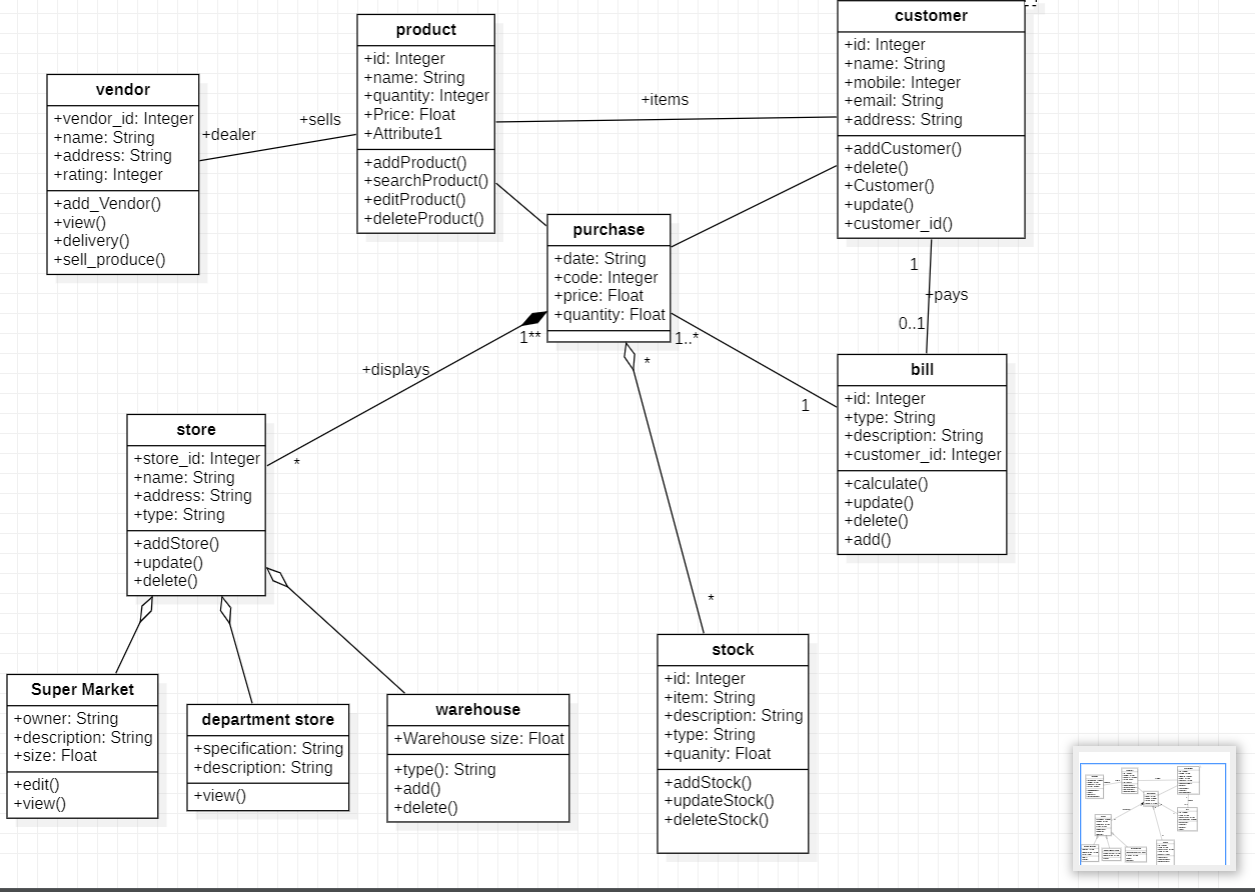 product
+id: Integer
+name: String
+quantity: Integer
+Price: Float
+Attribute1
+addProduct()
+searchProduct()
+editProduct()
+deleteProduct()
customer
+id: Integer
+name: String
+mobile: Integer
+email: String
+address: String
+addCustomer()
+delete()
+Customer()
+update()
+customer_id()
vendor
+vendor_id: Integer
+name: String
+address: String
+rating: Integer
+add_Vendor()
+view()
+delivery()
+sell_produce()
+dealer
+sells
+items
purchase
+date: String
+code: Integer
+price: Float
+quantity: Float
1
+pays
0..1
1**
*
1..*
1
+displays
*
bill
+id: Integer
+type: String
+description: String
+customer_id: Integer
+calculate()
+update()
+delete()
+add()
store
+store_id: Integer
+name: String
+address: String
+type: String
+addStore()
+update()
+delete()
*
stock
+id: Integer
+item: String
+description: String
+type: String
+quanity: Float
+addStock()
+updateStock()
+deleteStock()
Super Market
+owner: String
+description: String
+size: Float
+edit()
+view()
department store
+specification: String
+description: String
+view()
warehouse
+Warehouse size: Float
+type(): String
+add()
+delete()